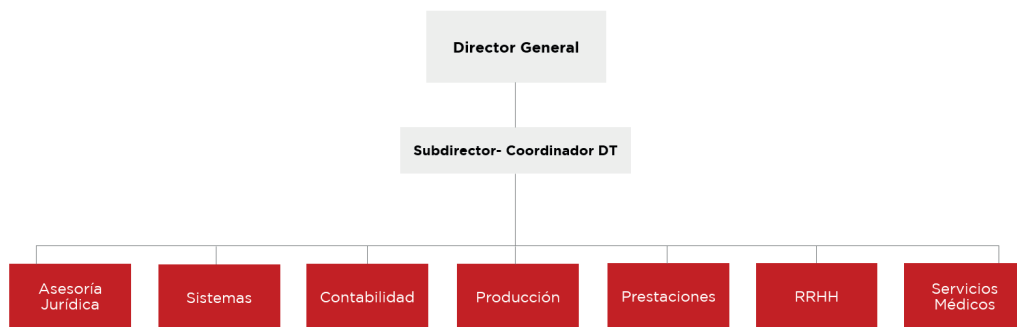 Director General
Subdirector- Coordinador DT
Asesoría
Jurídica
Sistemas
Contabilidad
Producción
Prestaciones
RRHH
Servicios
Médicos